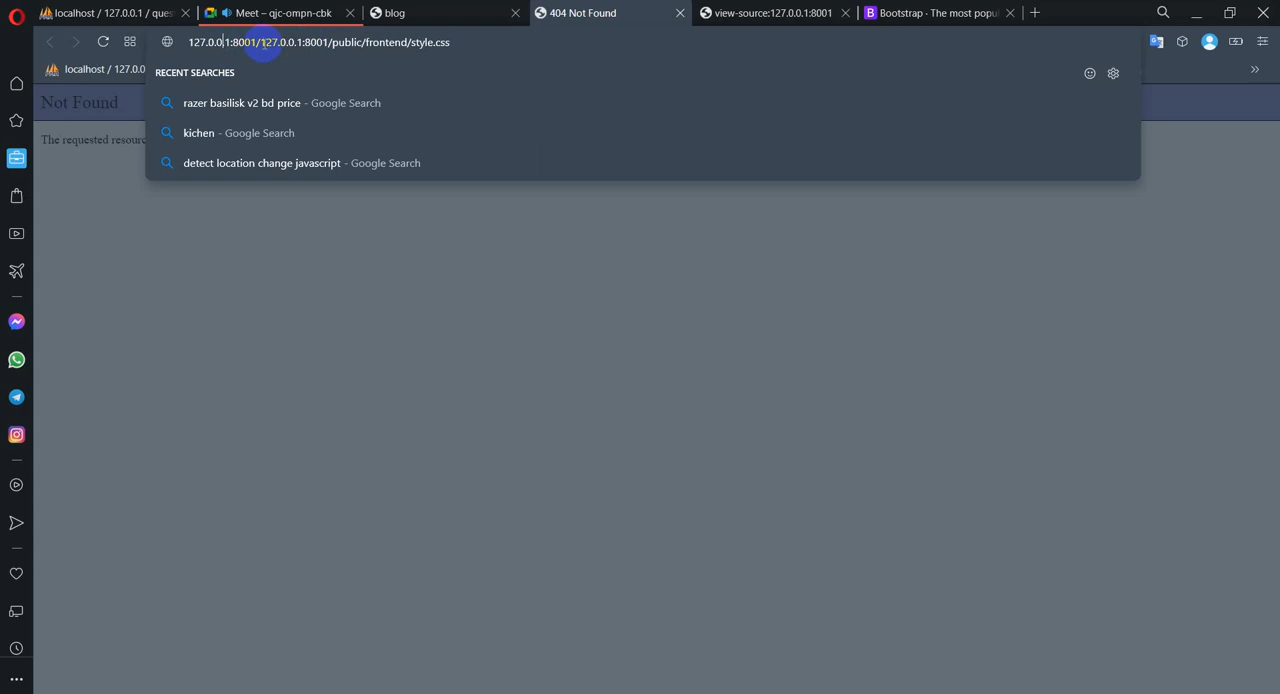 localhost / 127.0.0.1 / ques
Meet – qjc-ompn-cbk
blog
404 Not Found
view-source:127.0.0.1:8001
Bootstrap · The most popul
127.0.0.1:8001/127.0.0.1:8001/public/frontend/style.css
localhost / 127.0.0
RECENT SEARCHES
razer basilisk v2 bd price - Google Search
kichen - Google Search
detect location change javascript - Google Search
Not Found
The requested resourc